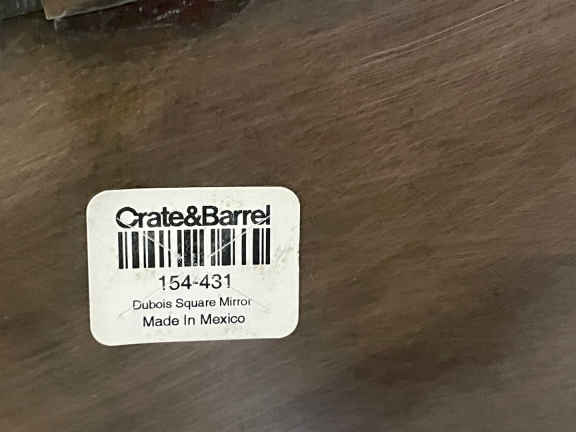 Crate&Barrel
154-431
Dubois Square Mirror
Made In Mexico